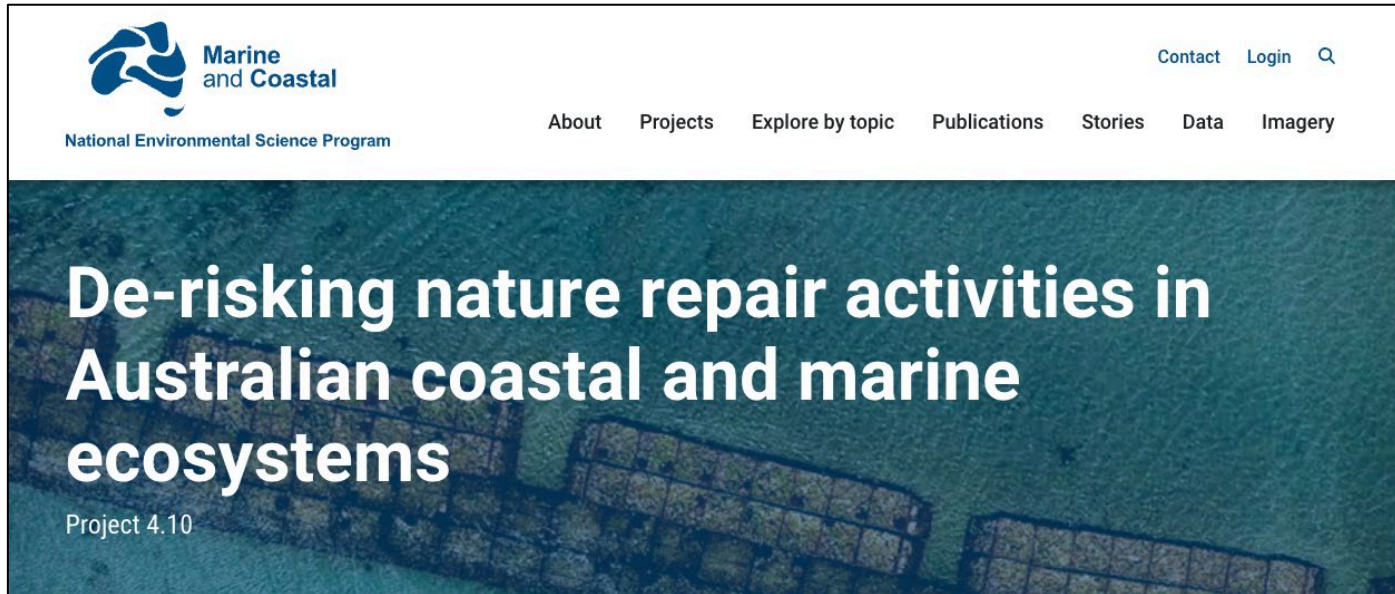 Marine
and Coastal
National Environmental Science Program
Contact Login
About Projects Explore by topic Publications Stories Data Imagery
De-risking nature repair activities in
Australian coastal and marine
ecosystems
Project 4.10